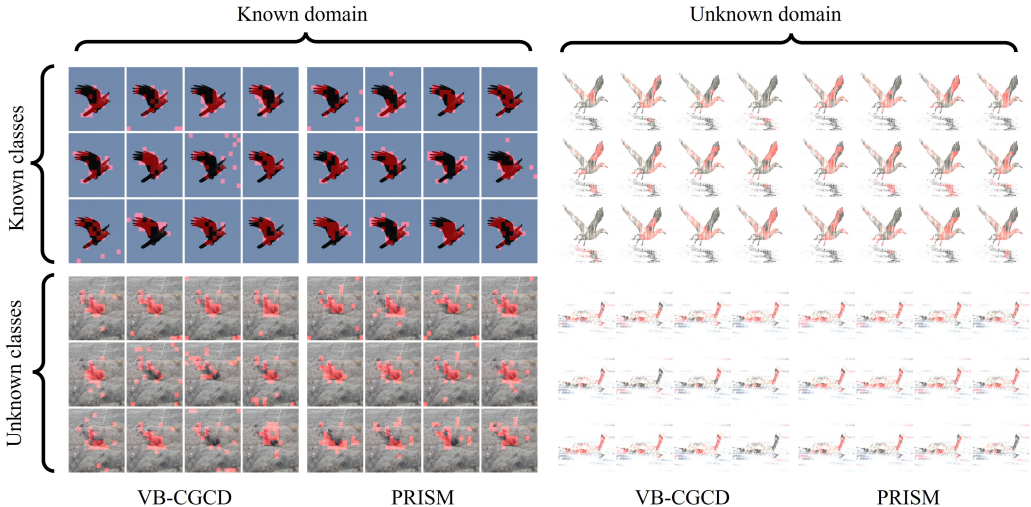 Known domain
Unknown domain
Known classes
Unknown classes
VB-CGCD
PRISM
VB-CGCD
PRISM